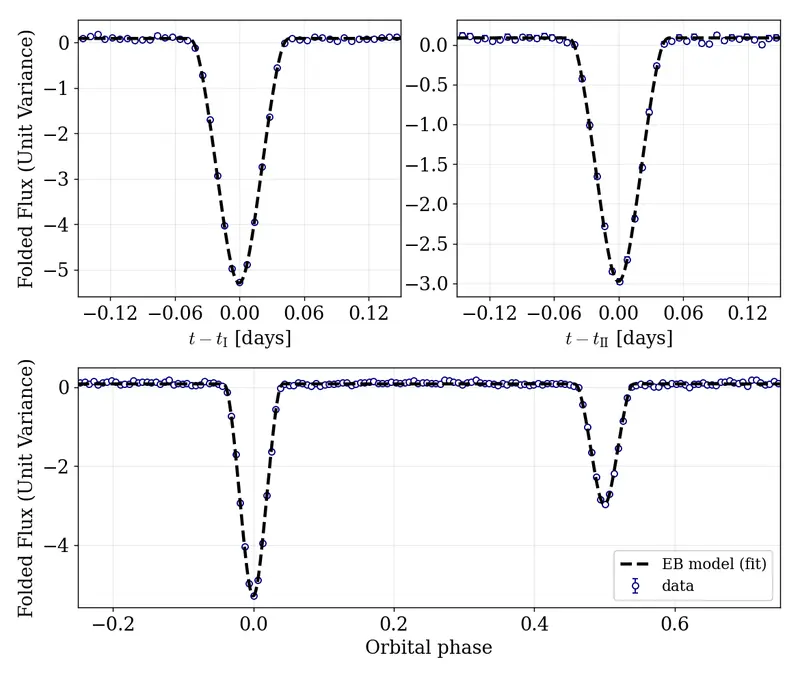 Folded Flux (Unit Variance)
0
−1
−2
−3
−4
−5
−0.12 −0.06 0.00 0.06 0.12
t − tI [days]
0.0
−0.5
−1.0
−1.5
−2.0
−2.5
−3.0
−0.12 −0.06 0.00 0.06 0.12
t − tII [days]
Folded Flux (Unit Variance)
0
−2
−4
−0.2 0.0 0.2 0.4 0.6
Orbital phase
EB model (fit)
data